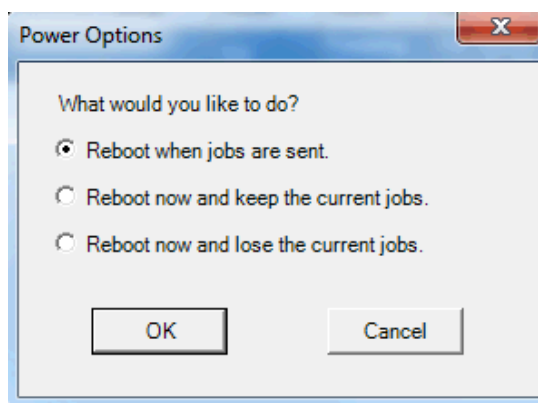 Power Options
What would you like to do?
Reboot when jobs are sent.
Reboot now and keep the current jobs.
Reboot now and lose the current jobs.
OK
Cancel